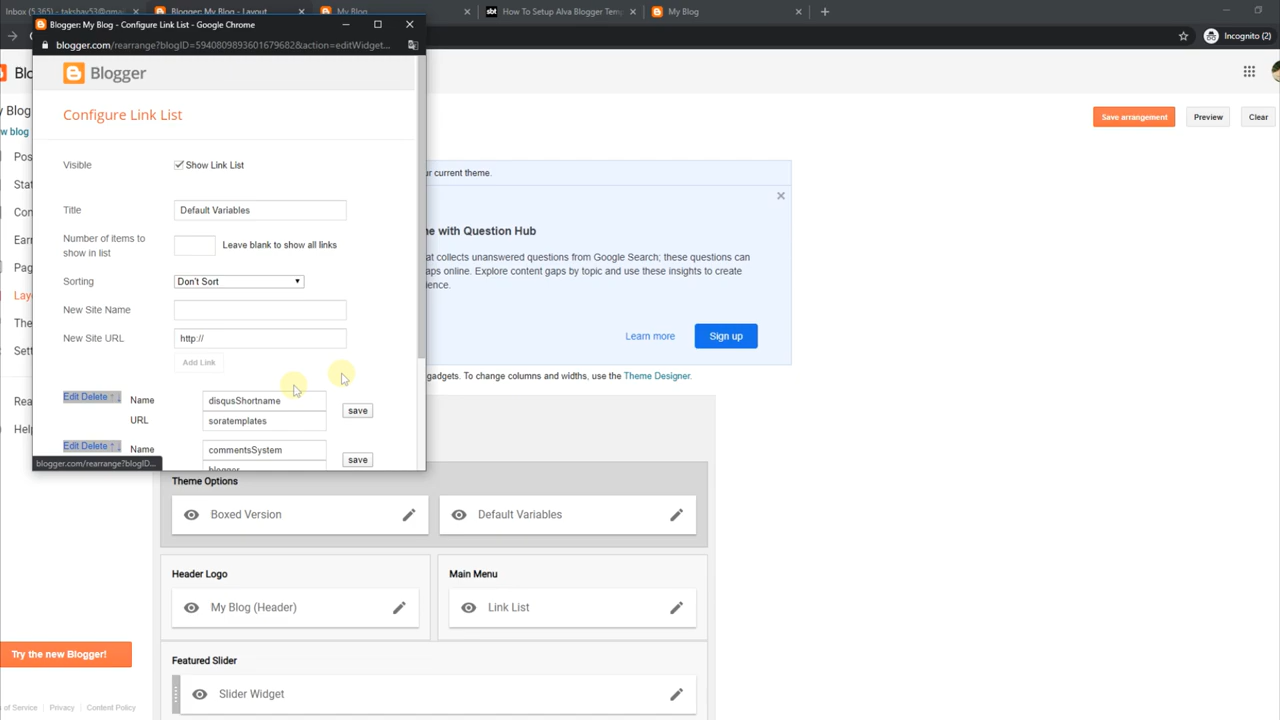 Inbox (5,365) - takshay53@gmai
Blogger: My Blog - Layout
My Blog
How To Setup Alva Blogger Temp
My Blog
Blogger: My Blog - Configure Link List - Google Chrome
blogger.com/rearrange?blogID=5940809893601679682&action=editWidget...
Incognito (2)
Blogger
Configure Link List
Visible
Show Link List
Title
Default Variables
Number of items to
show in list
Leave blank to show all links
Sorting
Don't Sort
New Site Name
New Site URL
http://
Add Link
Edit Delete
Name
disqusShortname
URL
soratemplates
save
Edit Delete
Name
commentsSystem
blogger
save
blogger.com/rearrange?blogID...
Blo
y Blog
w blog
Pos
Stat
Con
Earn
Pag
Lay
The
Sett
Rea
Help
Try the new Blogger!
of Service
Privacy
Content Policy
Save arrangement
Preview
Clear
ur current theme.
ne with Question Hub
at collects unanswered questions from Google Search; these questions can
aps online. Explore content gaps by topic and use these insights to create
ience.
Learn more
Sign up
gadgets. To change columns and widths, use the Theme Designer.
Theme Options
Boxed Version
Default Variables
Header Logo
My Blog (Header)
Main Menu
Link List
Featured Slider
Slider Widget